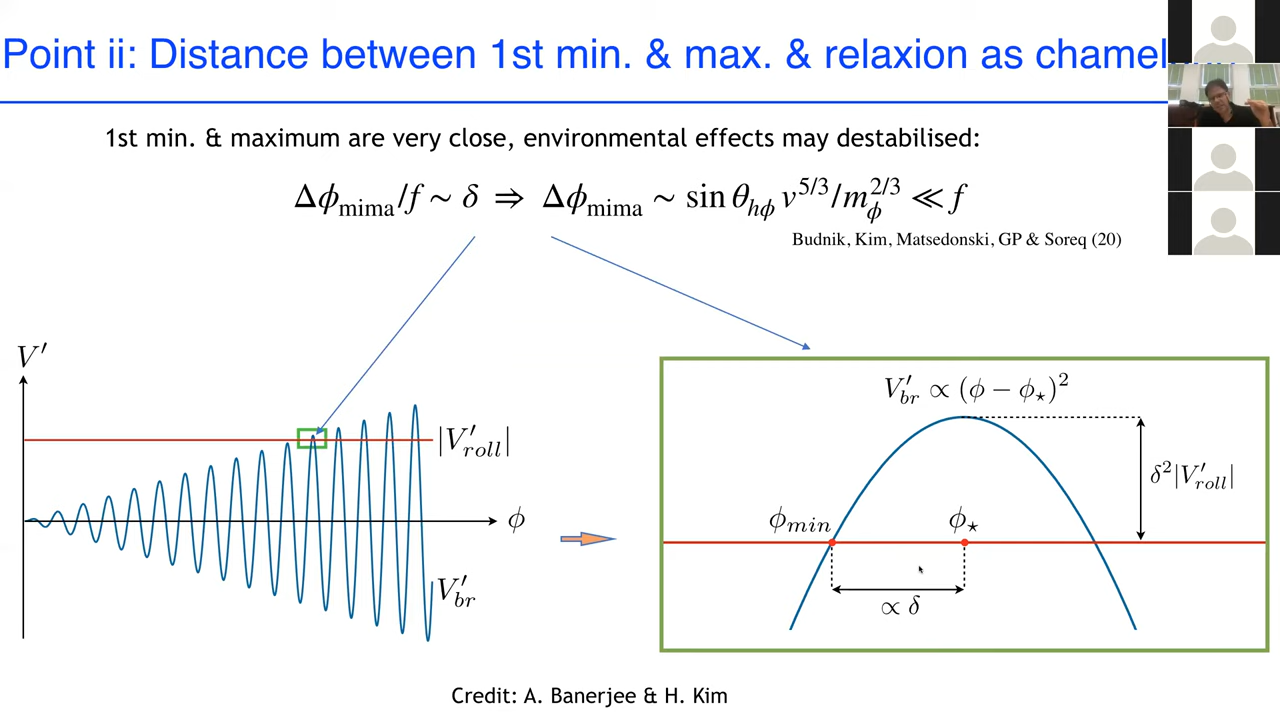 Point ii: Distance between 1st min. & max. & relaxion as chamel
1st min. & maximum are very close, environmental effects may destabilised:
Δϕ_mima/f ~ δ ⇒ Δϕ_mima ~ sin θ_hϕ v^5/3/m_ϕ^2/3 ≪ f
Budnik, Kim, Matsedonski, GP & Soreq (20)
V′
|V′_roll|
ϕ
V′_br
V′_br ∝ (ϕ − ϕ⋆)^2
δ^2|V′_roll|
ϕ_min
ϕ⋆
∝ δ
Credit: A. Banerjee & H. Kim